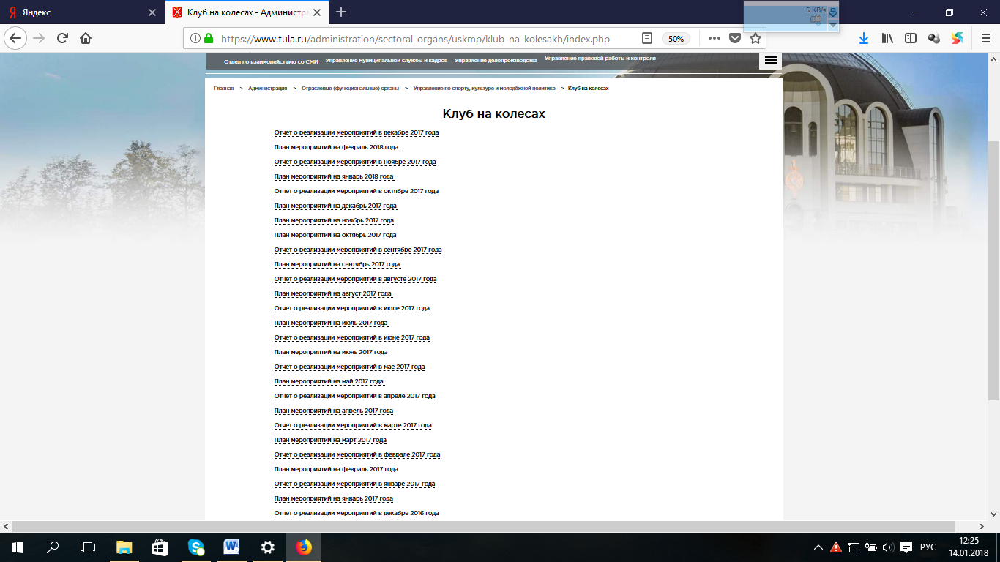 Яндекс
Клуб на колесах - Администра
5 KB/s
https://www.tula.ru/administration/sectoral-organs/uskmp/klub-na-kolesakh/index.php
50%
Отдел по взаимодействию со СМИ Управление муниципальной службы и кадров Управление делопроизводства Управление правовой работы и контроля
Главная > Администрация > Отраслевые (функциональные) органы > Управление по спорту, культуре и молодёжной политике > Клуб на колесах
Клуб на колесах
Отчет о реализации мероприятий в декабре 2017 года
План мероприятий на февраль 2018 года
Отчет о реализации мероприятий в ноябре 2017 года
План мероприятий на январь 2018 года
Отчет о реализации мероприятий в октябре 2017 года
План мероприятий на декабрь 2017 года
План мероприятий на ноябрь 2017 года
План мероприятий на октябрь 2017 года
Отчет о реализации мероприятий в сентябре 2017 года
План мероприятий на сентябрь 2017 года
Отчет о реализации мероприятий в августе 2017 года
План мероприятий на август 2017 года
Отчет о реализации мероприятий в июле 2017 года
План мероприятий на июль 2017 года
Отчет о реализации мероприятий в июне 2017 года
План мероприятий на июнь 2017 года
Отчет о реализации мероприятий в мае 2017 года
План мероприятий на май 2017 года
Отчет о реализации мероприятий в апреле 2017 года
План мероприятий на апрель 2017 года
Отчет о реализации мероприятий в марте 2017 года
План мероприятий на март 2017 года
Отчет о реализации мероприятий в феврале 2017 года
План мероприятий на февраль 2017 года
Отчет о реализации мероприятий в январе 2017 года
План мероприятий на январь 2017 года
Отчет о реализации мероприятий в декабре 2016 года
РУС
12:25
14.01.2018